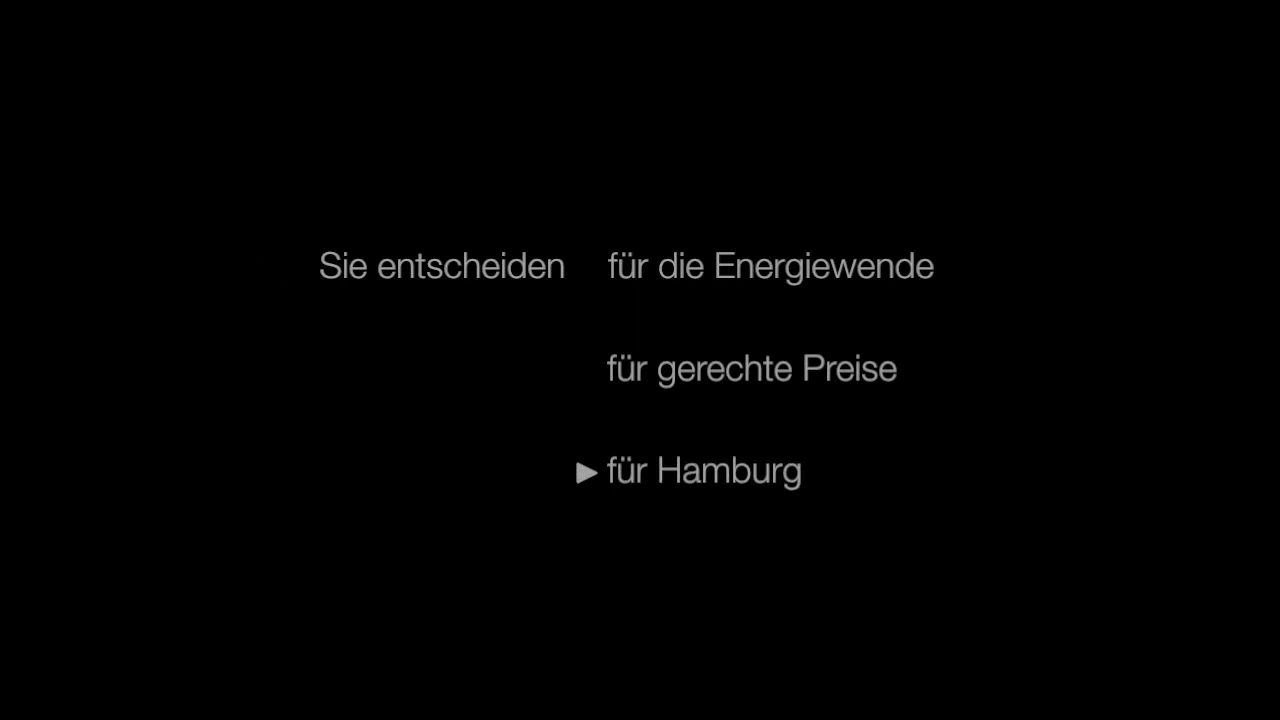 Sie entscheiden für die Energiewende
für gerechte Preise
▶ für Hamburg